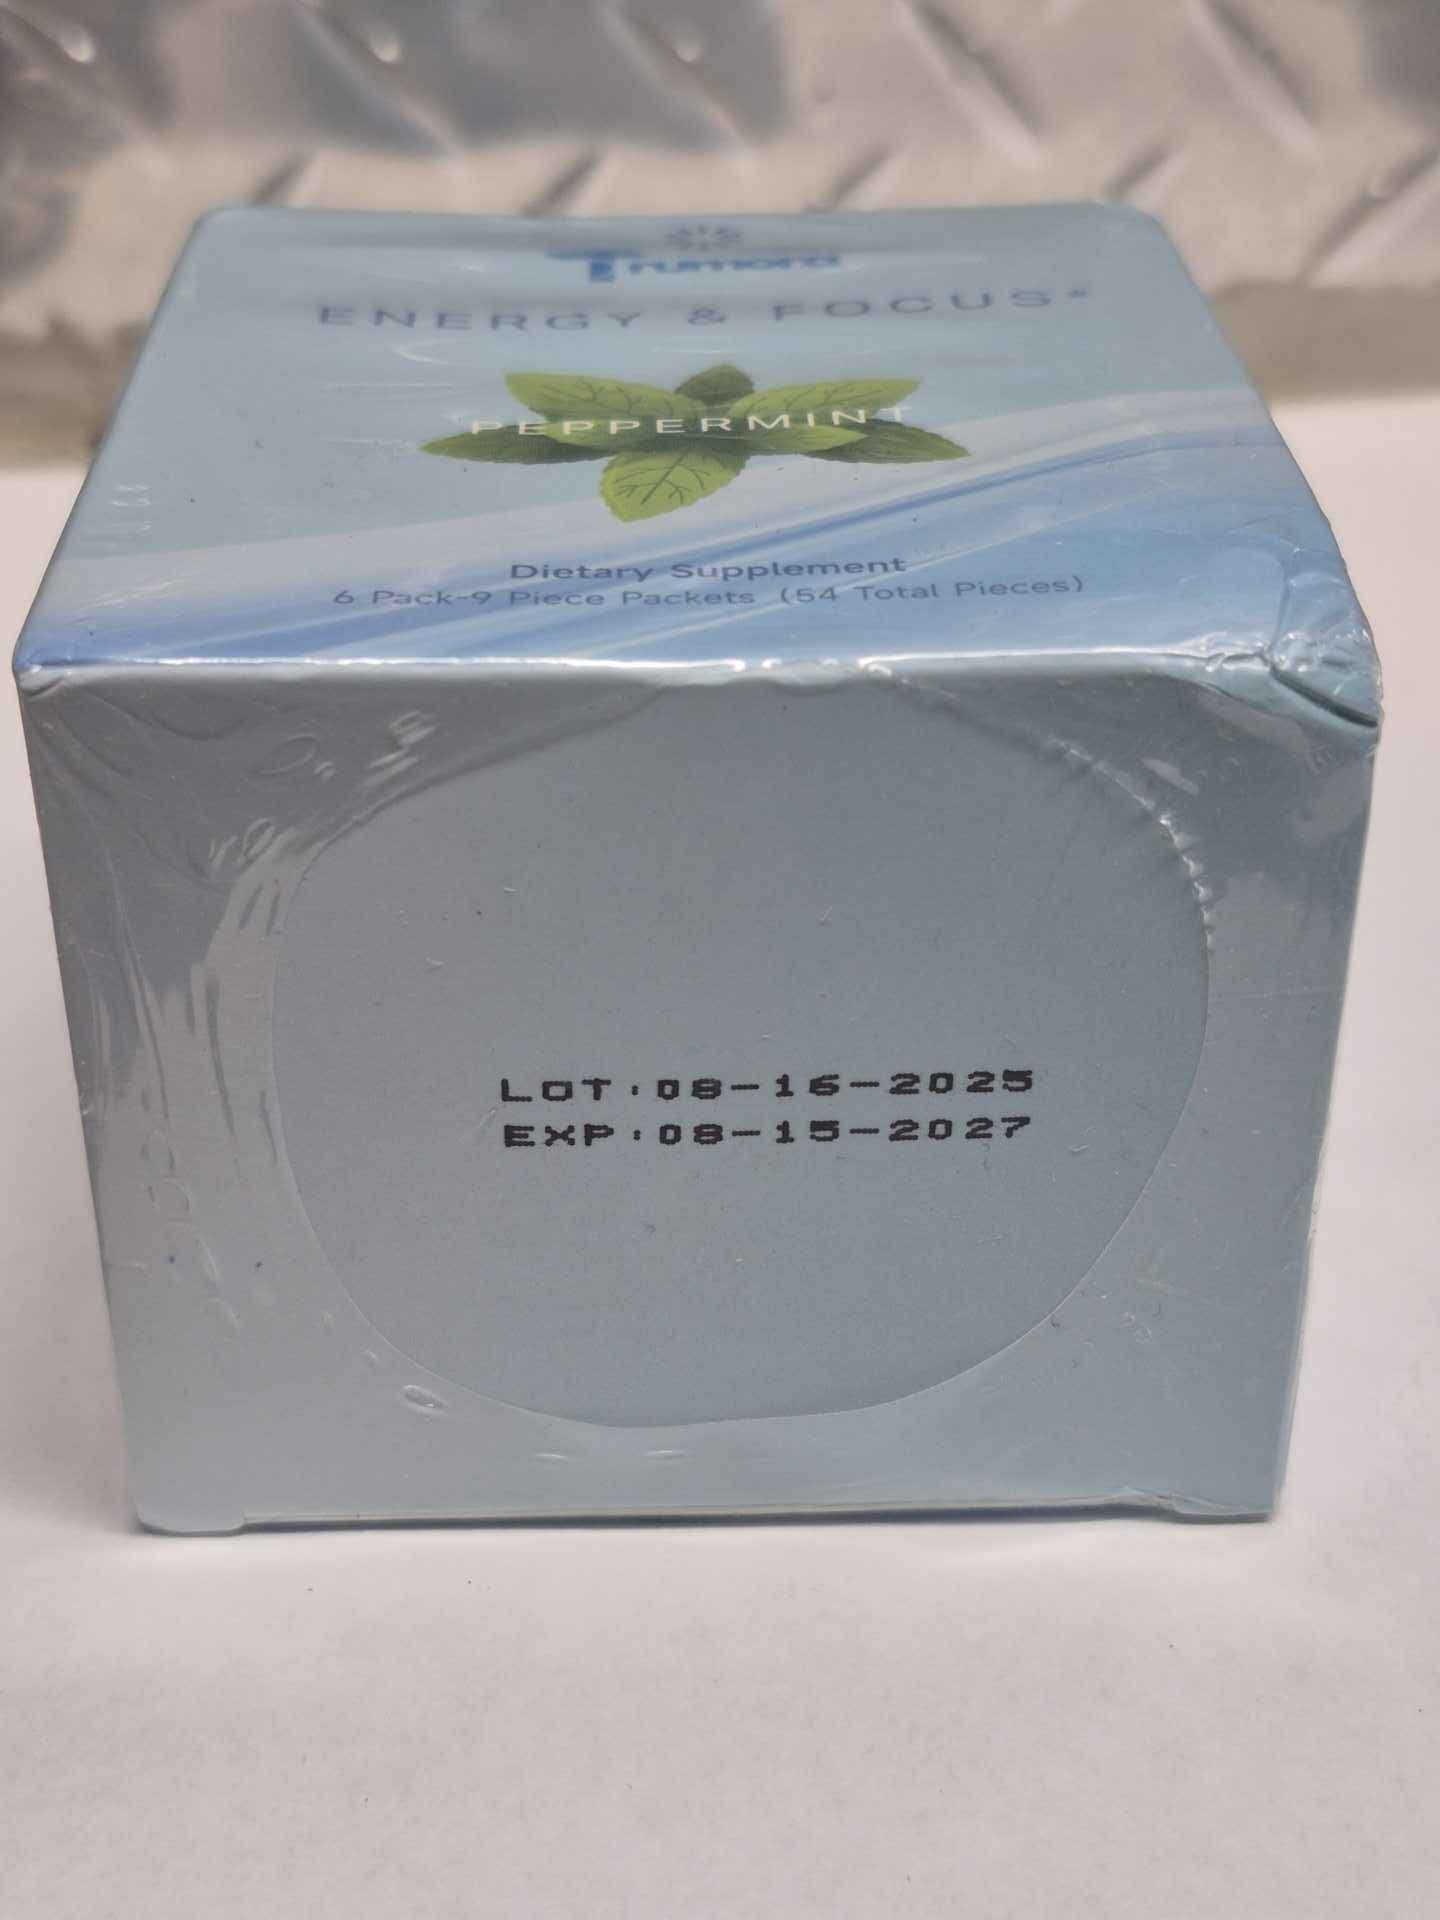 Trumora
ENERGY & FOCUS*
PEPPERMINT
Dietary Supplement
6 Pack-9 Piece Packets (54 Total Pieces)
LOT:08-16-2025
EXP:08-15-2027